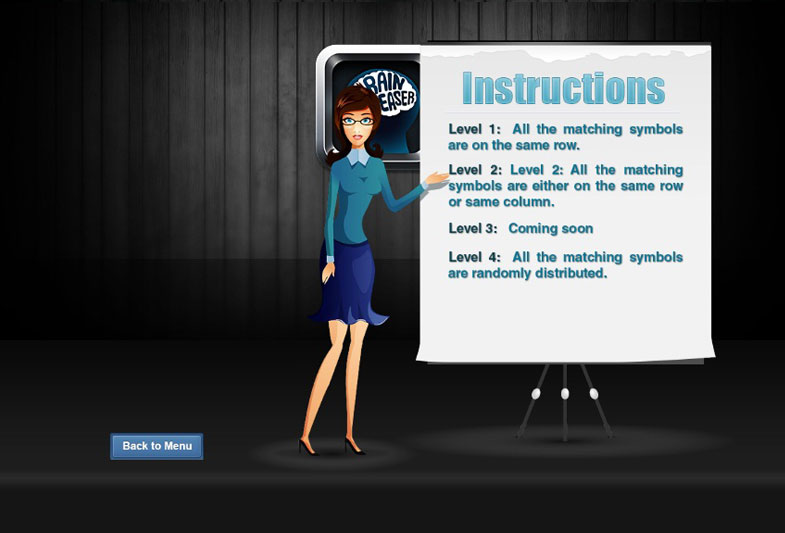 BRAIN
TEASER
Instructions
Level 1: All the matching symbols
are on the same row.
Level 2: Level 2: All the matching
symbols are either on the same row
or same column.
Level 3: Coming soon
Level 4: All the matching symbols
are randomly distributed.
Back to Menu